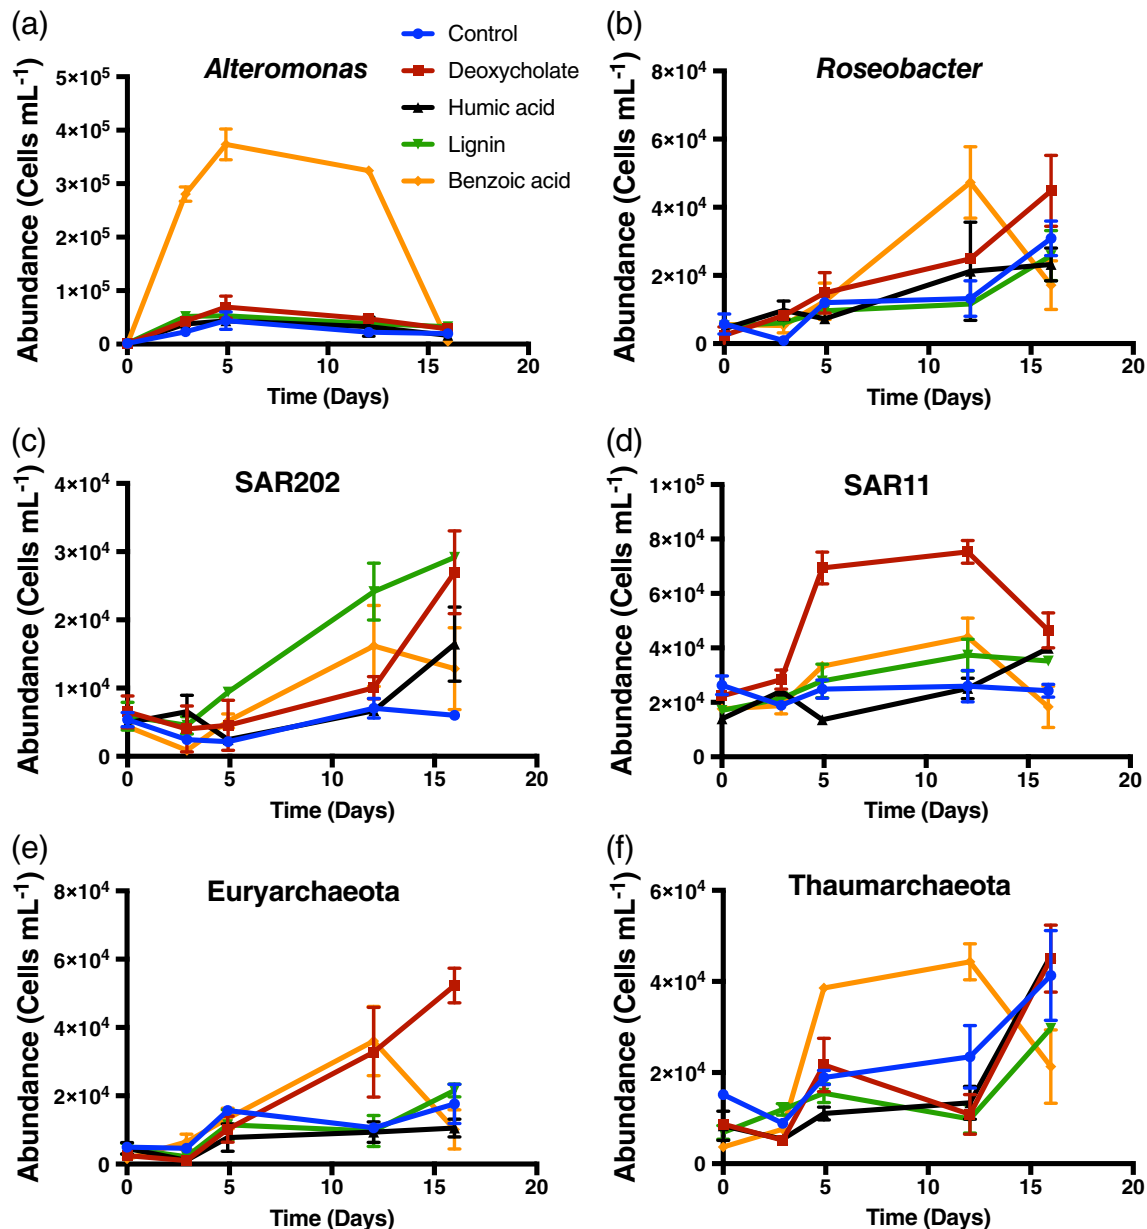 (a)
Alteromonas
Control
Deoxycholate
Humic acid
Lignin
Benzoic acid
Abundance (Cells mL⁻¹)
5×10⁵
4×10⁵
3×10⁵
2×10⁵
1×10⁵
0
0 5 10 15 20
Time (Days)
(b)
Roseobacter
Abundance (Cells mL⁻¹)
8×10⁴
6×10⁴
4×10⁴
2×10⁴
0
0 5 10 15 20
Time (Days)
(c)
SAR202
Abundance (Cells mL⁻¹)
4×10⁴
3×10⁴
2×10⁴
1×10⁴
0
0 5 10 15 20
Time (Days)
(d)
SAR11
Abundance (Cells mL⁻¹)
1×10⁵
8×10⁴
6×10⁴
4×10⁴
2×10⁴
0
0 5 10 15 20
Time (Days)
(e)
Euryarchaeota
Abundance (Cells mL⁻¹)
8×10⁴
6×10⁴
4×10⁴
2×10⁴
0
0 5 10 15 20
Time (Days)
(f)
Thaumarchaeota
Abundance (Cells mL⁻¹)
6×10⁴
4×10⁴
2×10⁴
0
0 5 10 15 20
Time (Days)